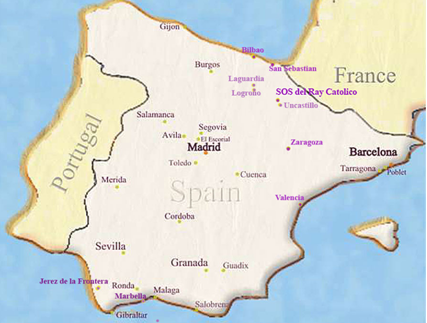 Gijon
Bilbao
San Sebastian
Burgos
France
Laguardia
Logroño
SOS del Ray Catolico
Uncastillo
Salamanca
Portugal
Segovia
Avila
El Escorial
Madrid
Zaragoza
Barcelona
Toledo
Tarragona
Poblet
Cuenca
Merida
Spain
Valencia
Cordoba
Sevilla
Granada
Guadix
Jerez de la Frontera
Ronda
Malaga
Marbella
Salobrena
Gibraltar